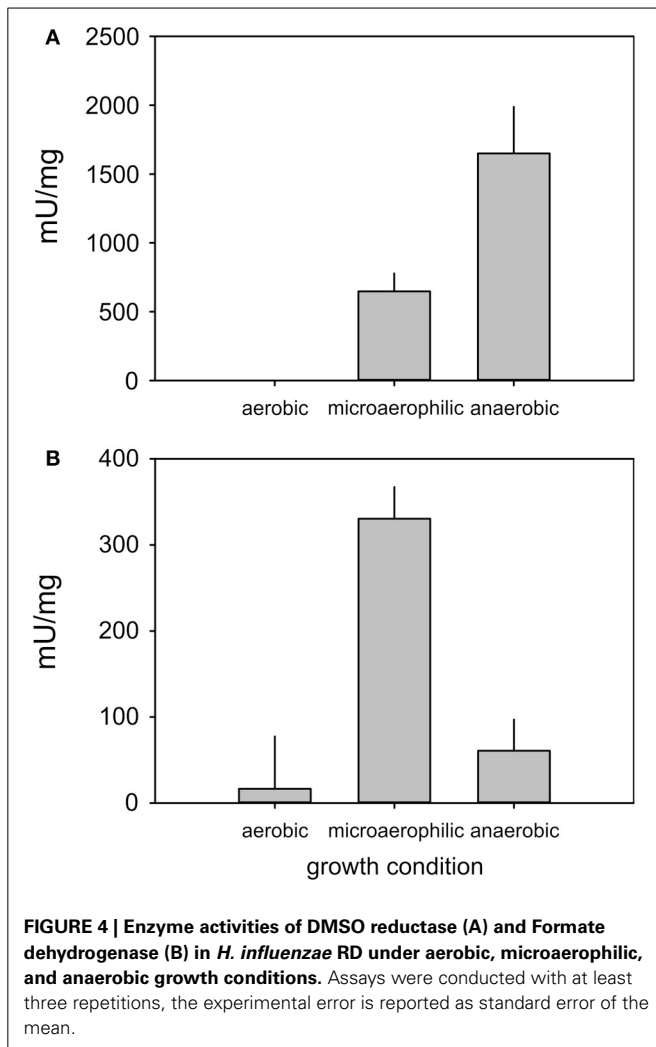 A
2500
2000
1500
1000
500
0
mU/mg
aerobic microaerophilic anaerobic
B
400
300
200
100
0
mU/mg
aerobic microaerophilic anaerobic
growth condition
FIGURE 4 | Enzyme activities of DMSO reductase (A) and Formate
dehydrogenase (B) in H. influenzae RD under aerobic, microaerophilic,
and anaerobic growth conditions. Assays were conducted with at least
three repetitions, the experimental error is reported as standard error of the
mean.